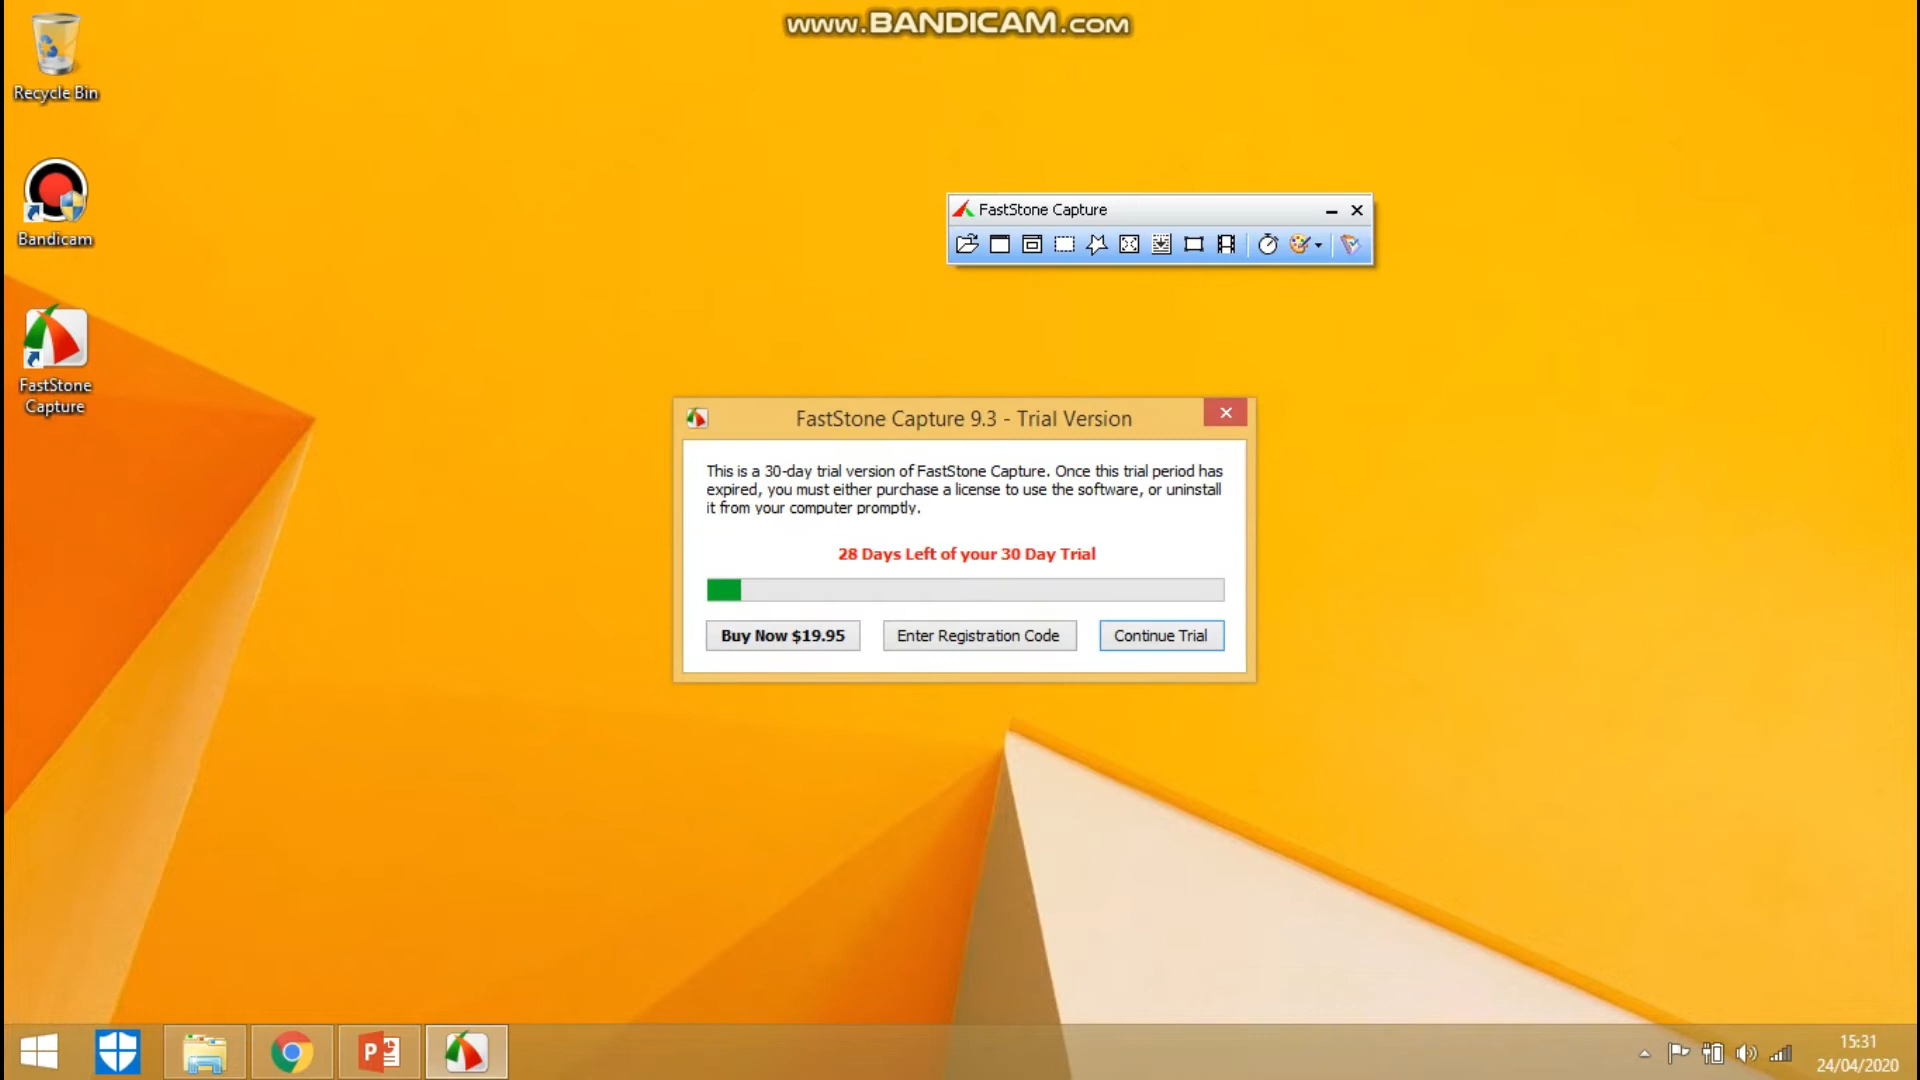 www.BANDICAM.com
Recycle Bin
Bandicam
FastStone
Capture
FastStone Capture
FastStone Capture 9.3 - Trial Version
This is a 30-day trial version of FastStone Capture. Once this trial period has
expired, you must either purchase a license to use the software, or uninstall
it from your computer promptly.
28 Days Left of your 30 Day Trial
Buy Now $19.95
Enter Registration Code
Continue Trial
P
15:31
24/04/2020